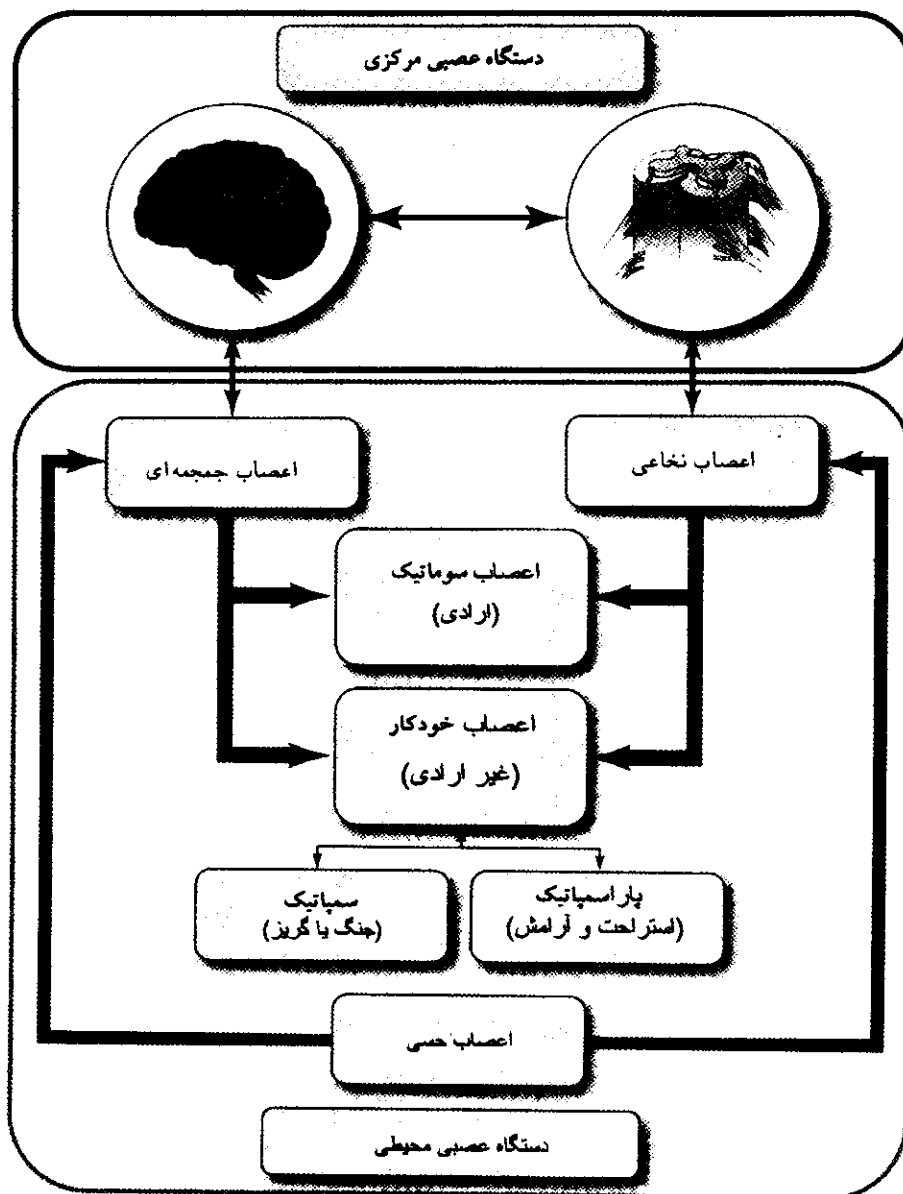 دستگاه عصبی مرکزی
اعصاب نخاعی
اعصاب جمجمه‌ای
اعصاب سوماتیک
(ارادی)
اعصاب خودکار
(غیر ارادی)
پاراسمپاتیک
(استراحت و آرامش)
سمپاتیک
(جنگ یا گریز)
اعصاب حسی
دستگاه عصبی محیطی